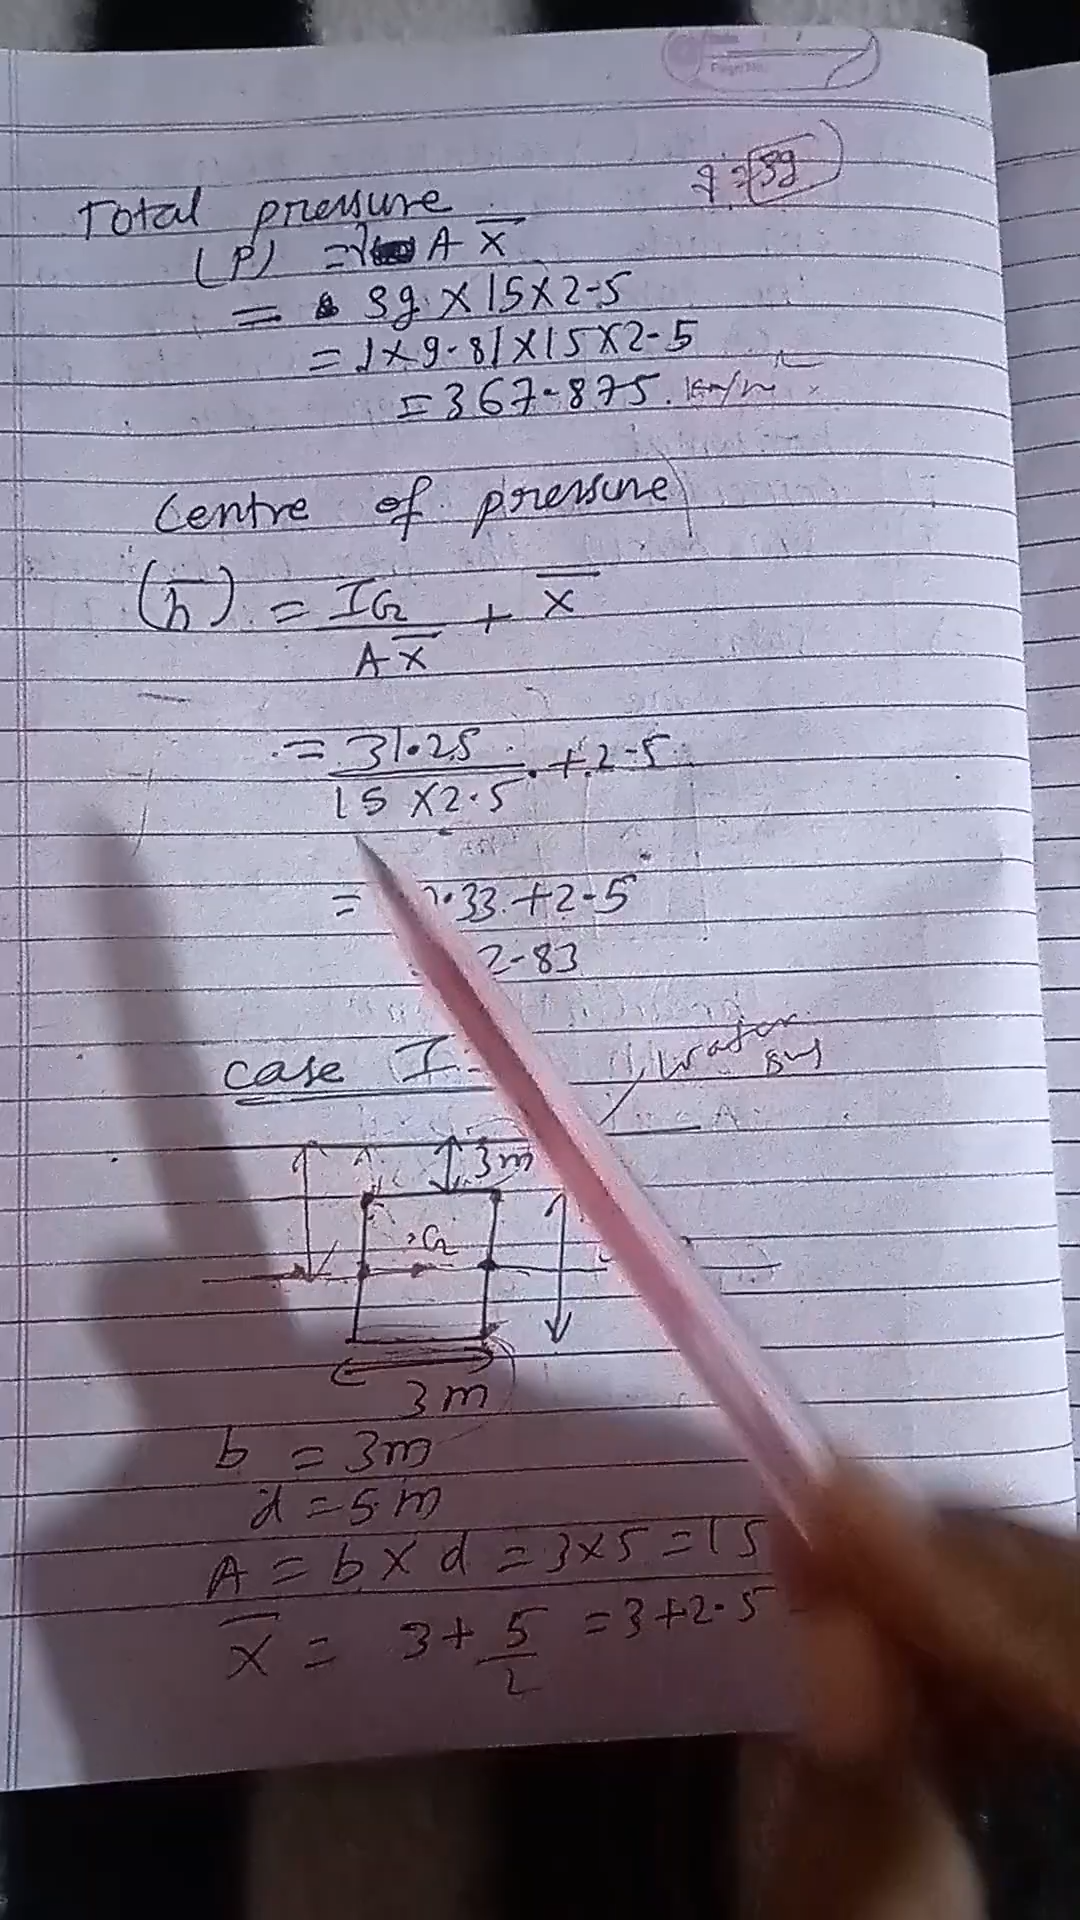 Page No.
γ = ρg
Total pressure
(P) = γ A x̄
= ρg × 15 × 2.5
= 1×9.81×15×2.5
= 367.875
Centre of pressure
(h̄) = IG/Ax̄ + x̄
= 31.25/15 × 2.5 + 2.5
= .33 + 2.5
2.83
case I
water
3m
G
3m
b = 3m
d = 5m
A = b × d = 3×5 = 15
x̄ = 3 + 5/2 = 3+2.5